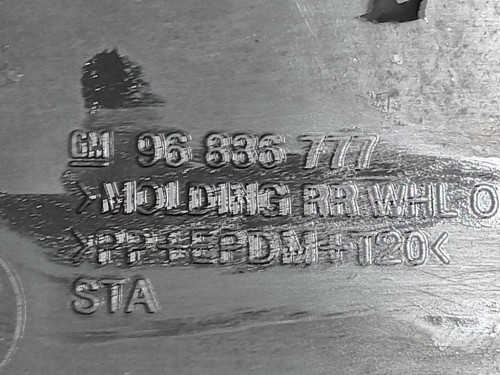 GM 96 836 777
>MOLDING RR WHL O
>PP+EPDM-T20<
STA